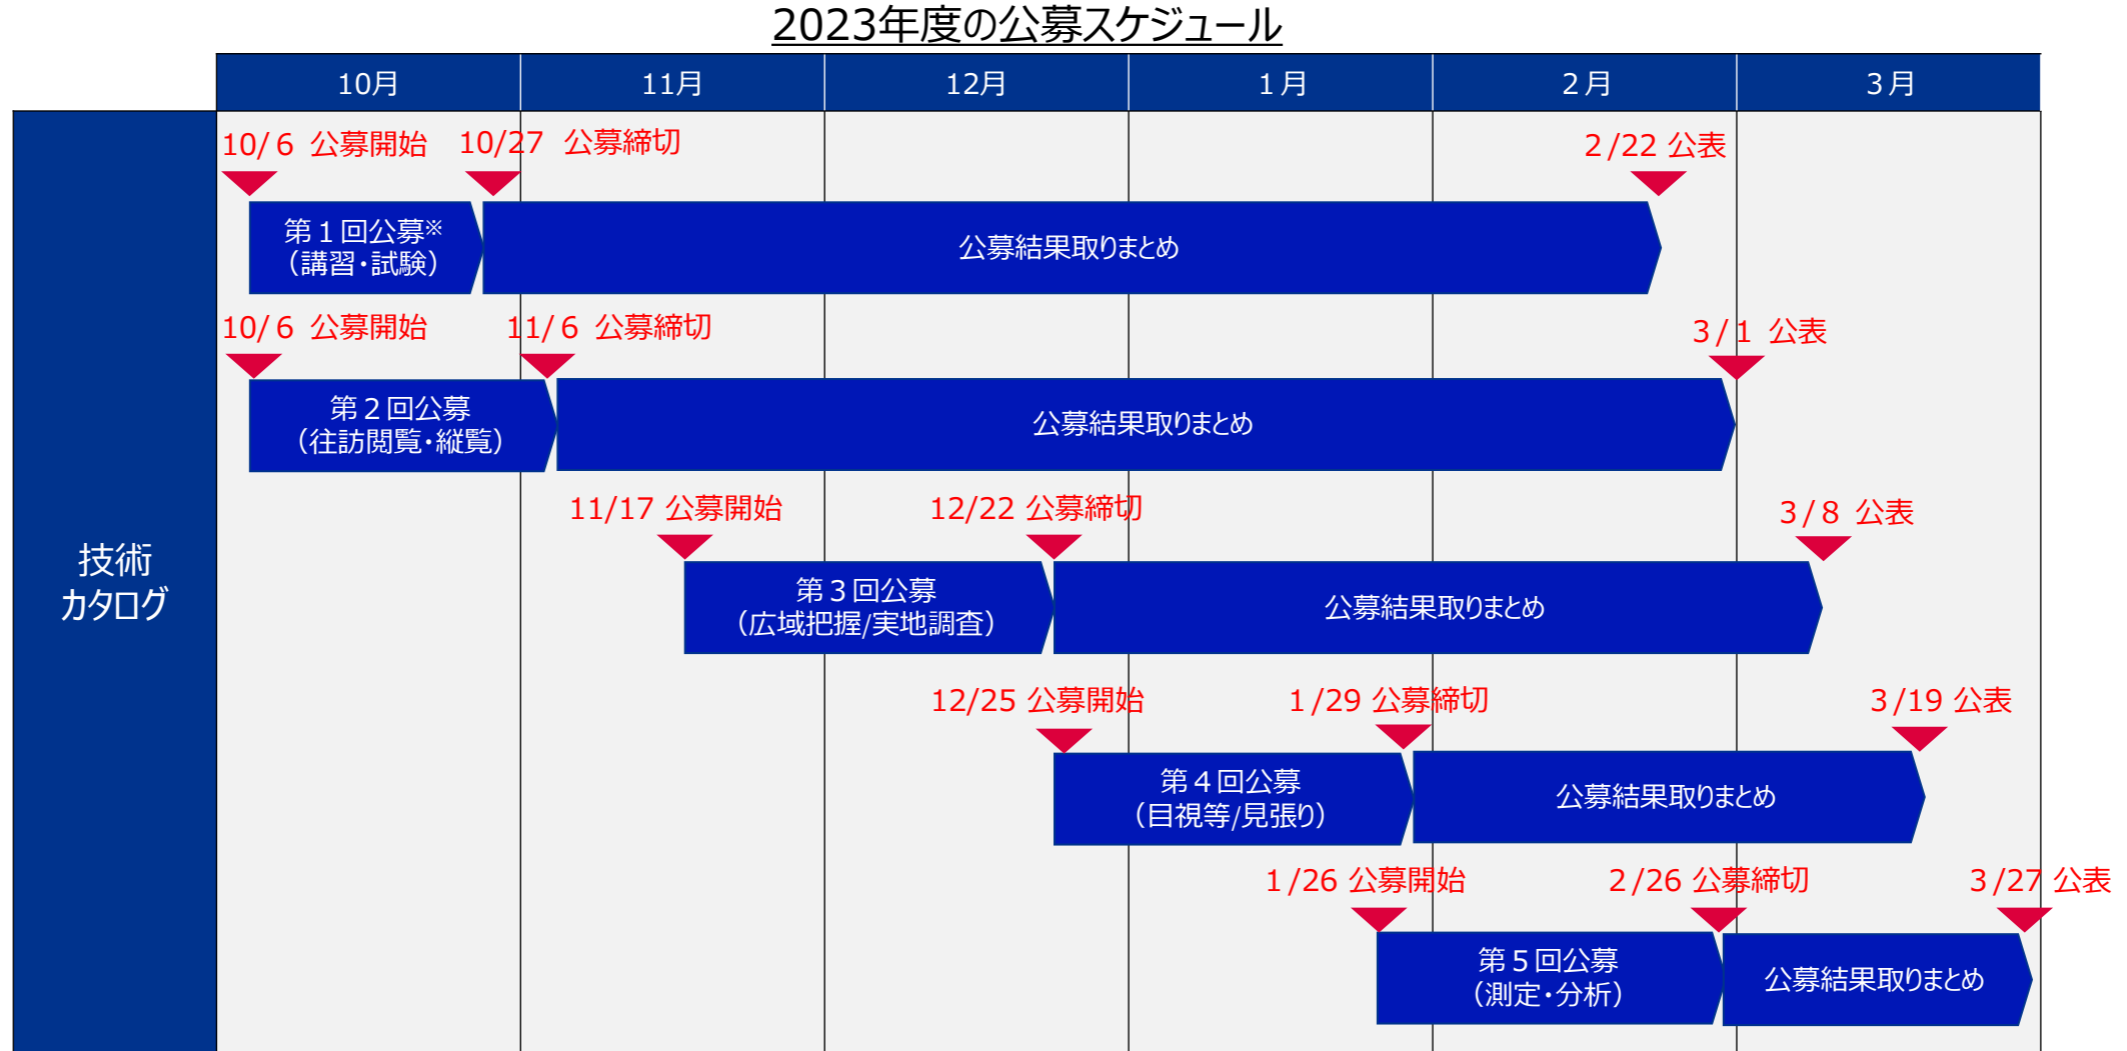 2023年度の公募スケジュール
10月 11月 12月 1月 2月 3月
技術
カタログ
10/6 公募開始 10/27 公募締切 2/22 公表
第1回公募※
（講習・試験）
公募結果取りまとめ
10/6 公募開始 11/6 公募締切 3/1 公表
第2回公募
（往訪閲覧・縦覧）
公募結果取りまとめ
11/17 公募開始 12/22 公募締切 3/8 公表
第3回公募
（広域把握/実地調査）
公募結果取りまとめ
12/25 公募開始 1/29 公募締切 3/19 公表
第4回公募
（目視等/見張り）
公募結果取りまとめ
1/26 公募開始 2/26 公募締切 3/27 公表
第5回公募
（測定・分析）
公募結果取りまとめ